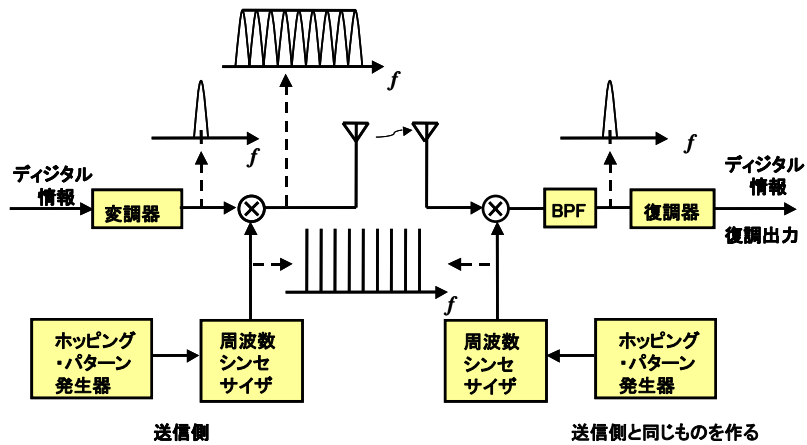 f
f
f
ディジタル
情報
変調器
BPF
復調器
ディジタル
情報
復調出力
f
ホッピング
・パターン
発生器
周波数
シンセ
サイザ
周波数
シンセ
サイザ
ホッピング
・パターン
発生器
送信側
送信側と同じものを作る